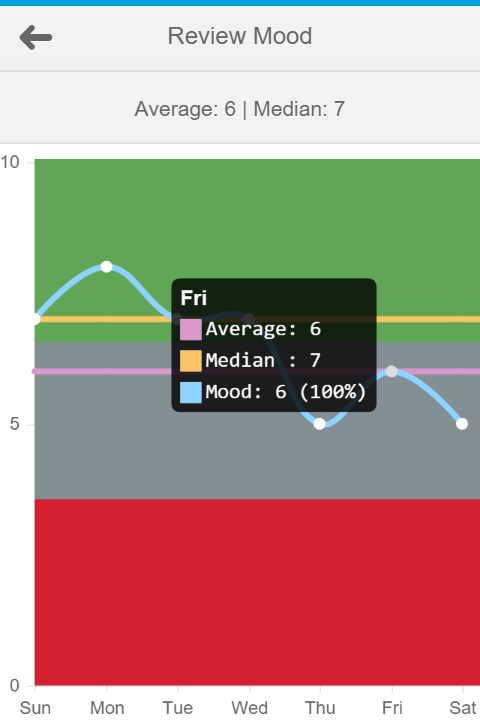 Review Mood
Average: 6 | Median: 7
10
Fri
Average: 6
Median : 7
Mood: 6 (100%)
5
0
Sun Mon Tue Wed Thu Fri Sat